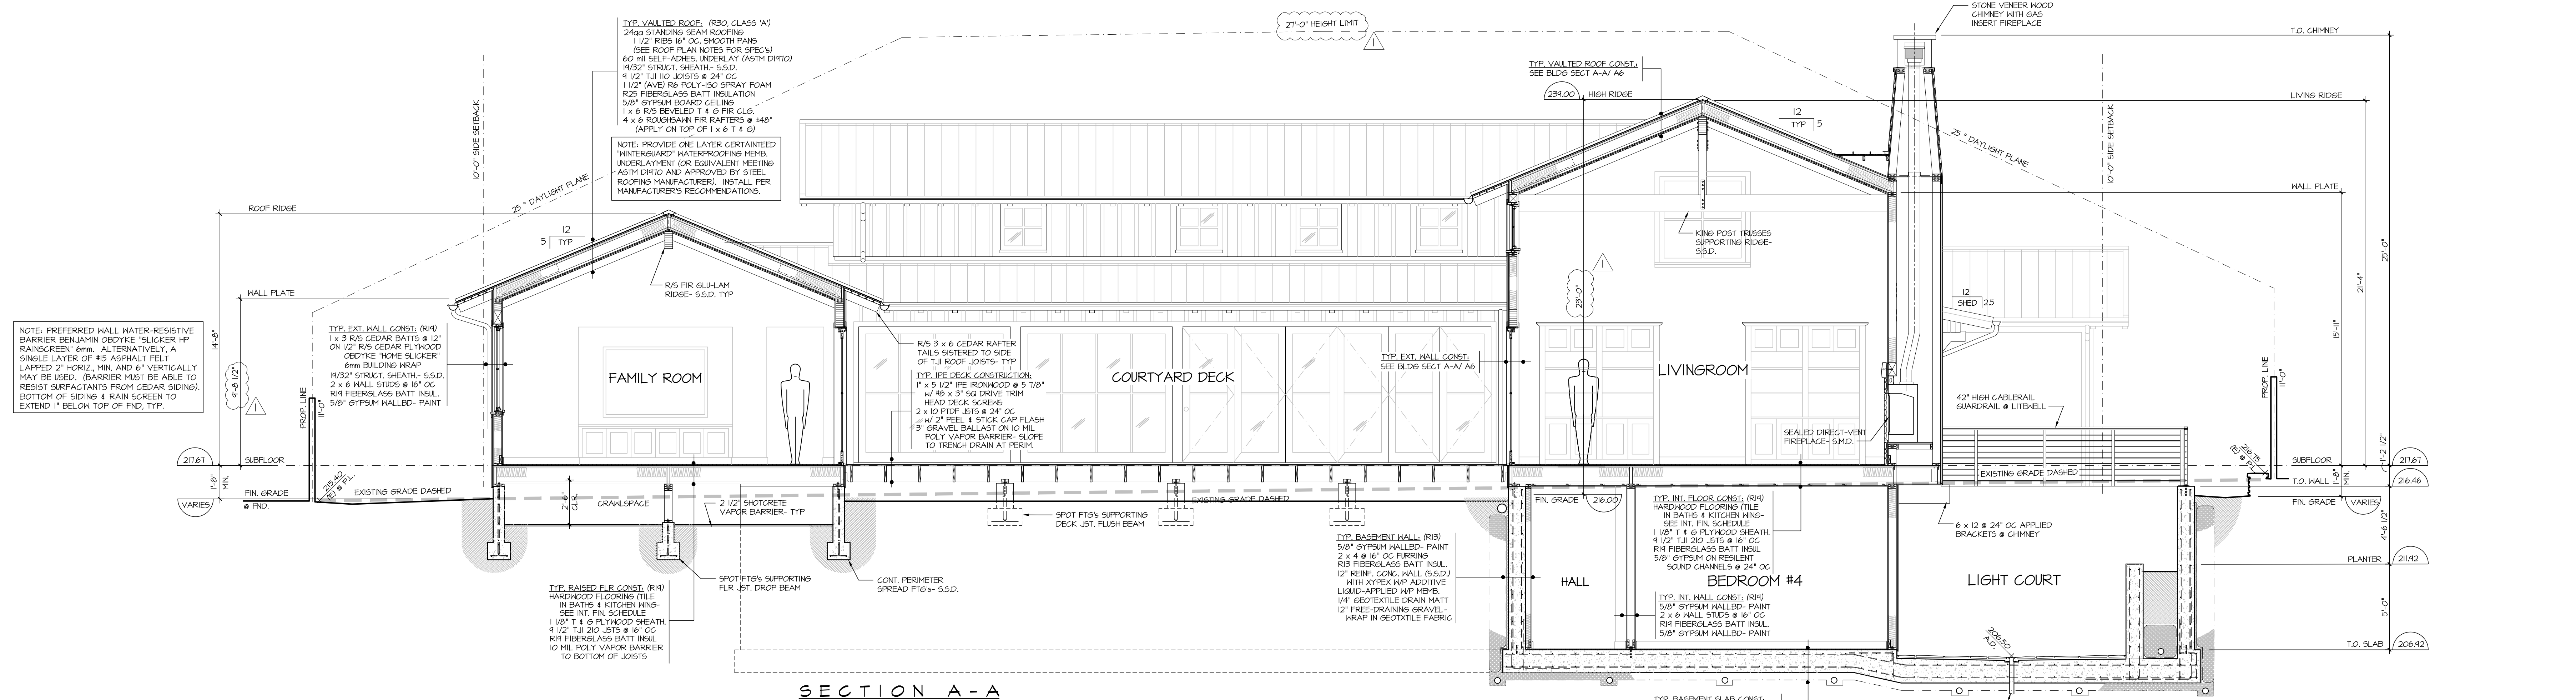 TYP. VAULTED ROOF: (R30, CLASS 'A')
24ga STANDING SEAM ROOFING
1 1/2" RIBS 16" OC, SMOOTH PANS
(SEE ROOF PLAN NOTES FOR SPEC's)
60 mil SELF-ADHES. UNDERLAY (ASTM D1970)
19/32" STRUCT. SHEATH.- S.S.D.
9 1/2" TJI 110 JOISTS @ 24" OC
1 1/2" (AVE) R6 POLY-ISO SPRAY FOAM
R25 FIBERGLASS BATT INSULATION
5/8" GYPSUM BOARD CEILING
1 x 6 R/S BEVELED T & G FIR CLG.
4 x 6 ROUGHSAWN FIR RAFTERS @ ±48"
(APPLY ON TOP OF 1 x 6 T & G)
NOTE: PROVIDE ONE LAYER CERTAINTEED
"WINTERGUARD" WATERPROOFING MEMB.
UNDERLAYMENT (OR EQUIVALENT MEETING
ASTM D1970 AND APPROVED BY STEEL
ROOFING MANUFACTURER). INSTALL PER
MANUFACTURER'S RECOMMENDATIONS.
27'-0" HEIGHT LIMIT
1
STONE VENEER WOOD
CHIMNEY WITH GAS
INSERT FIREPLACE
T.O. CHIMNEY
TYP. VAULTED ROOF CONST.:
SEE BLDG SECT A-A/ A6
239.00
HIGH RIDGE
LIVING RIDGE
12
TYP
5
10'-0" SIDE SETBACK
25 ° DAYLIGHT PLANE
25 ° DAYLIGHT PLANE
10'-0" SIDE SETBACK
WALL PLATE
ROOF RIDGE
12
5
TYP
KING POST TRUSSES
SUPPORTING RIDGE-
S.S.D.
25'-0"
21'-4"
15'-11"
R/S FIR GLU-LAM
RIDGE- S.S.D. TYP
23'-0"
1
WALL PLATE
12
SHED
2.5
NOTE: PREFERRED WALL WATER-RESISTIVE
BARRIER BENJAMIN OBDYKE "SLICKER HP
RAINSCREEN" 6mm. ALTERNATIVELY, A
SINGLE LAYER OF #15 ASPHALT FELT
LAPPED 2" HORIZ., MIN. AND 6" VERTICALLY
MAY BE USED. (BARRIER MUST BE ABLE TO
RESIST SURFACTANTS FROM CEDAR SIDING).
BOTTOM OF SIDING & RAIN SCREEN TO
EXTEND 1" BELOW TOP OF FND, TYP.
14'-8"
9'-8 1/2"
1
TYP. EXT. WALL CONST: (R19)
1 x 3 R/S CEDAR BATTS @ 12"
ON 1/2" R/S CEDAR PLYWOOD
OBDYKE "HOME SLICKER"
6mm BUILDING WRAP
19/32" STRUCT. SHEATH.- S.S.D.
2 x 6 WALL STUDS @ 16" OC
R19 FIBERGLASS BATT INSUL.
5/8" GYPSUM WALLBD- PAINT
PROP. LINE
11'-0"
FAMILY ROOM
R/S 3 x 6 CEDAR RAFTER
TAILS SISTERED TO SIDE
OF TJI ROOF JOISTS- TYP
TYP. IPE DECK CONSTRUCTION:
1" x 5 1/2" IPE IRONWOOD @ 5 7/8"
w/ #8 x 3" SQ DRIVE TRIM
HEAD DECK SCREWS
2 x 10 PTDF JSTS @ 24" OC
w/ 2" PEEL & STICK CAP FLASH
3" GRAVEL BALLAST ON 10 MIL
POLY VAPOR BARRIER- SLOPE
TO TRENCH DRAIN AT PERIM.
COURTYARD DECK
TYP. EXT. WALL CONST:
SEE BLDG SECT A-A/ A6
LIVINGROOM
SEALED DIRECT-VENT
FIREPLACE- S.M.D.
42" HIGH CABLERAIL
GUARDRAIL @ LITEWELL
PROP. LINE
11'-0"
217.67
SUBFLOOR
1'-8"
MIN.
VARIES
FIN. GRADE
@ FND.
215.40
(E) @ P.L.
EXISTING GRADE DASHED
2'-6"
CLR.
CRAWLSPACE
2 1/2" SHOTCRETE
VAPOR BARRIER- TYP
EXISTING GRADE DASHED
SPOT FTG's SUPPORTING
DECK JST. FLUSH BEAM
FIN. GRADE
216.00
TYP. INT. FLOOR CONST: (R19)
HARDWOOD FLOORING (TILE
IN BATHS & KITCHEN WING-
SEE INT. FIN. SCHEDULE
1 1/8" T & G PLYWOOD SHEATH.
9 1/2" TJI 210 JSTS @ 16" OC
R19 FIBERGLASS BATT INSUL
5/8" GYPSUM ON RESILENT
SOUND CHANNELS @ 24" OC
EXISTING GRADE DASHED
216.75
(E) @ P.L.
SUBFLOOR
217.67
1'-2 1/2"
T.O. WALL
216.46
1'-8"
MIN.
FIN. GRADE
VARIES
6 x 12 @ 24" OC APPLIED
BRACKETS @ CHIMNEY
4'-6 1/2"
PLANTER
211.92
5'-0"
T.O. SLAB
206.92
TYP. RAISED FLR CONST: (R19)
HARDWOOD FLOORING (TILE
IN BATHS & KITCHEN WING-
SEE INT. FIN. SCHEDULE
1 1/8" T & G PLYWOOD SHEATH.
9 1/2" TJI 210 JSTS @ 16" OC
R19 FIBERGLASS BATT INSUL
10 MIL POLY VAPOR BARRIER
TO BOTTOM OF JOISTS
SPOT FTG's SUPPORTING
FLR JST. DROP BEAM
CONT. PERIMETER
SPREAD FTG's- S.S.D.
TYP. BASEMENT WALL: (R13)
5/8" GYPSUM WALLBD- PAINT
2 x 4 @ 16" OC FURRING
R13 FIBERGLASS BATT INSUL.
12" REINF. CONC. WALL (S.S.D.)
WITH XYPEX W/P ADDITIVE
LIQUID-APPLIED W/P MEMB.
1/4" GEOTEXTILE DRAIN MATT
12" FREE-DRAINING GRAVEL-
WRAP IN GEOTXTILE FABRIC
HALL
BEDROOM #4
TYP. INT. WALL CONST: (R19)
5/8" GYPSUM WALLBD- PAINT
2 x 6 WALL STUDS @ 16" OC
R19 FIBERGLASS BATT INSUL.
5/8" GYPSUM WALLBD- PAINT
LIGHT COURT
206.50
A.D.
SECTION A-A
TYP. BASEMENT SLAB CONST: